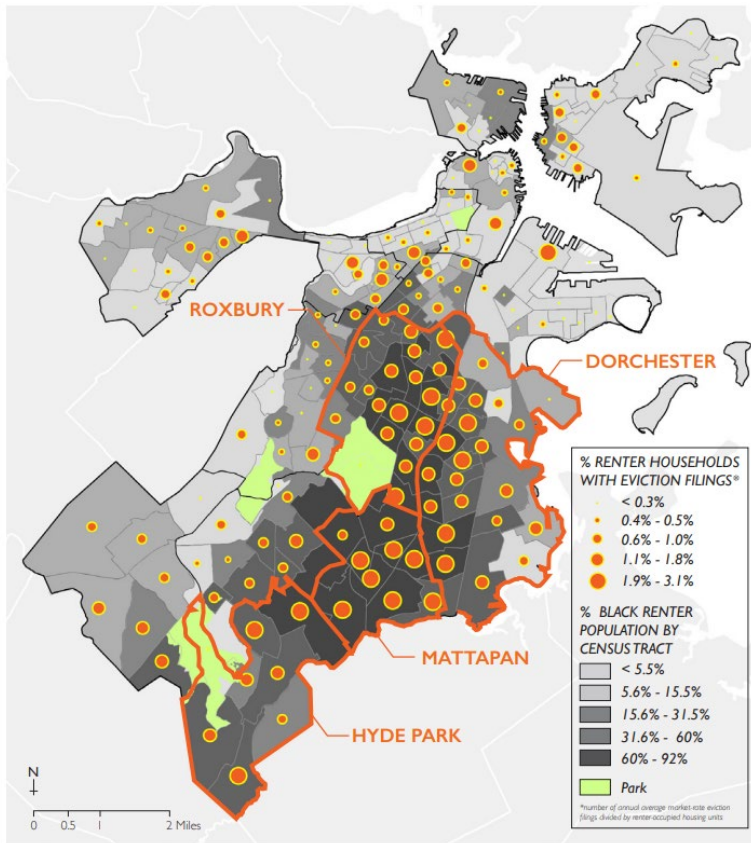 ROXBURY
DORCHESTER
MATTAPAN
HYDE PARK
% RENTER HOUSEHOLDS
WITH EVICTION FILINGS*
< 0.3%
0.4% - 0.5%
0.6% - 1.0%
1.1% - 1.8%
1.9% - 3.1%
% BLACK RENTER
POPULATION BY
CENSUS TRACT
< 5.5%
5.6% - 15.5%
15.6% - 31.5%
31.6% - 60%
60% - 92%
Park
*number of annual average market-rate eviction
filings divided by renter-occupied housing units
N
0 0.5 1 2 Miles